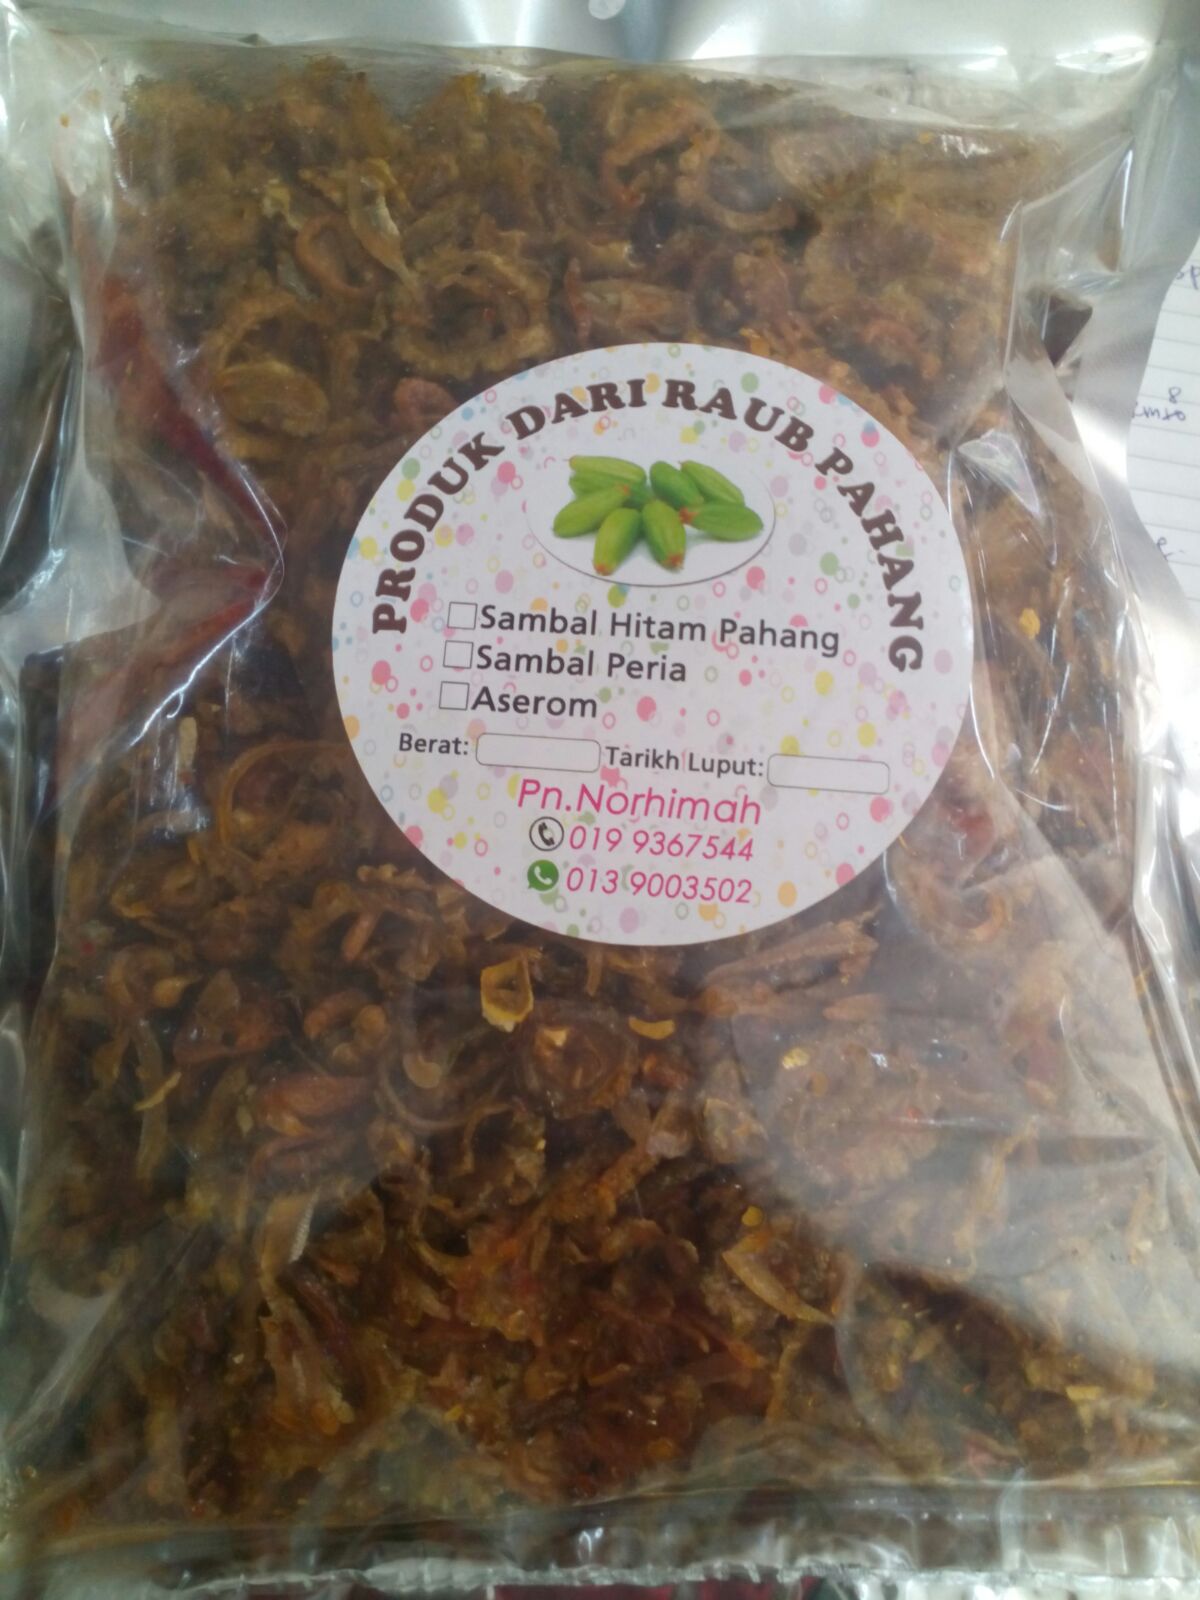 PRODUK DARI RAUB PAHANG
Sambal Hitam Pahang
Sambal Peria
Aserom
Berat: Tarikh Luput:
Pn.Norhimah
019 9367544
013 9003502
8